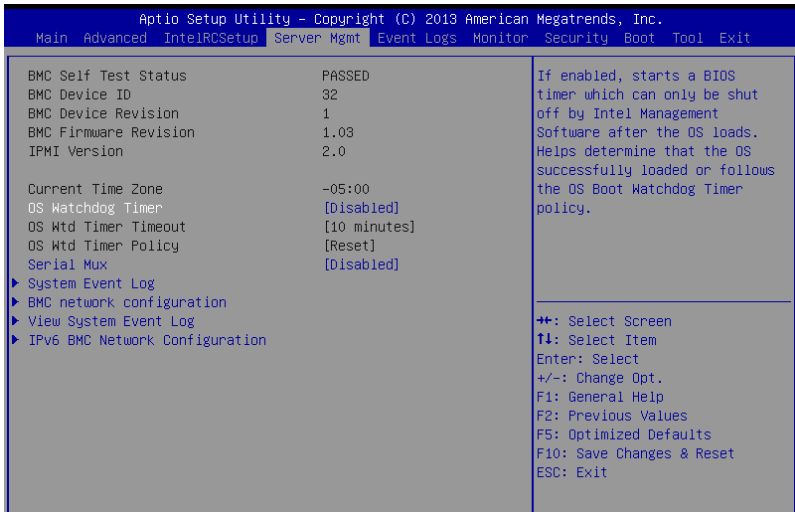 Aptio Setup Utility – Copyright (C) 2013 American Megatrends, Inc.
Main Advanced IntelRCSetup Server Mgmt Event Logs Monitor Security Boot Tool Exit
BMC Self Test Status PASSED
BMC Device ID 32
BMC Device Revision 1
BMC Firmware Revision 1.03
IPMI Version 2.0
Current Time Zone -05:00
OS Watchdog Timer [Disabled]
OS Wtd Timer Timeout [10 minutes]
OS Wtd Timer Policy [Reset]
Serial Mux [Disabled]
System Event Log
BMC network configuration
View System Event Log
IPv6 BMC Network Configuration
If enabled, starts a BIOS
timer which can only be shut
off by Intel Management
Software after the OS loads.
Helps determine that the OS
successfully loaded or follows
the OS Boot Watchdog Timer
policy.
→←: Select Screen
↑↓: Select Item
Enter: Select
+/-: Change Opt.
F1: General Help
F2: Previous Values
F5: Optimized Defaults
F10: Save Changes & Reset
ESC: Exit